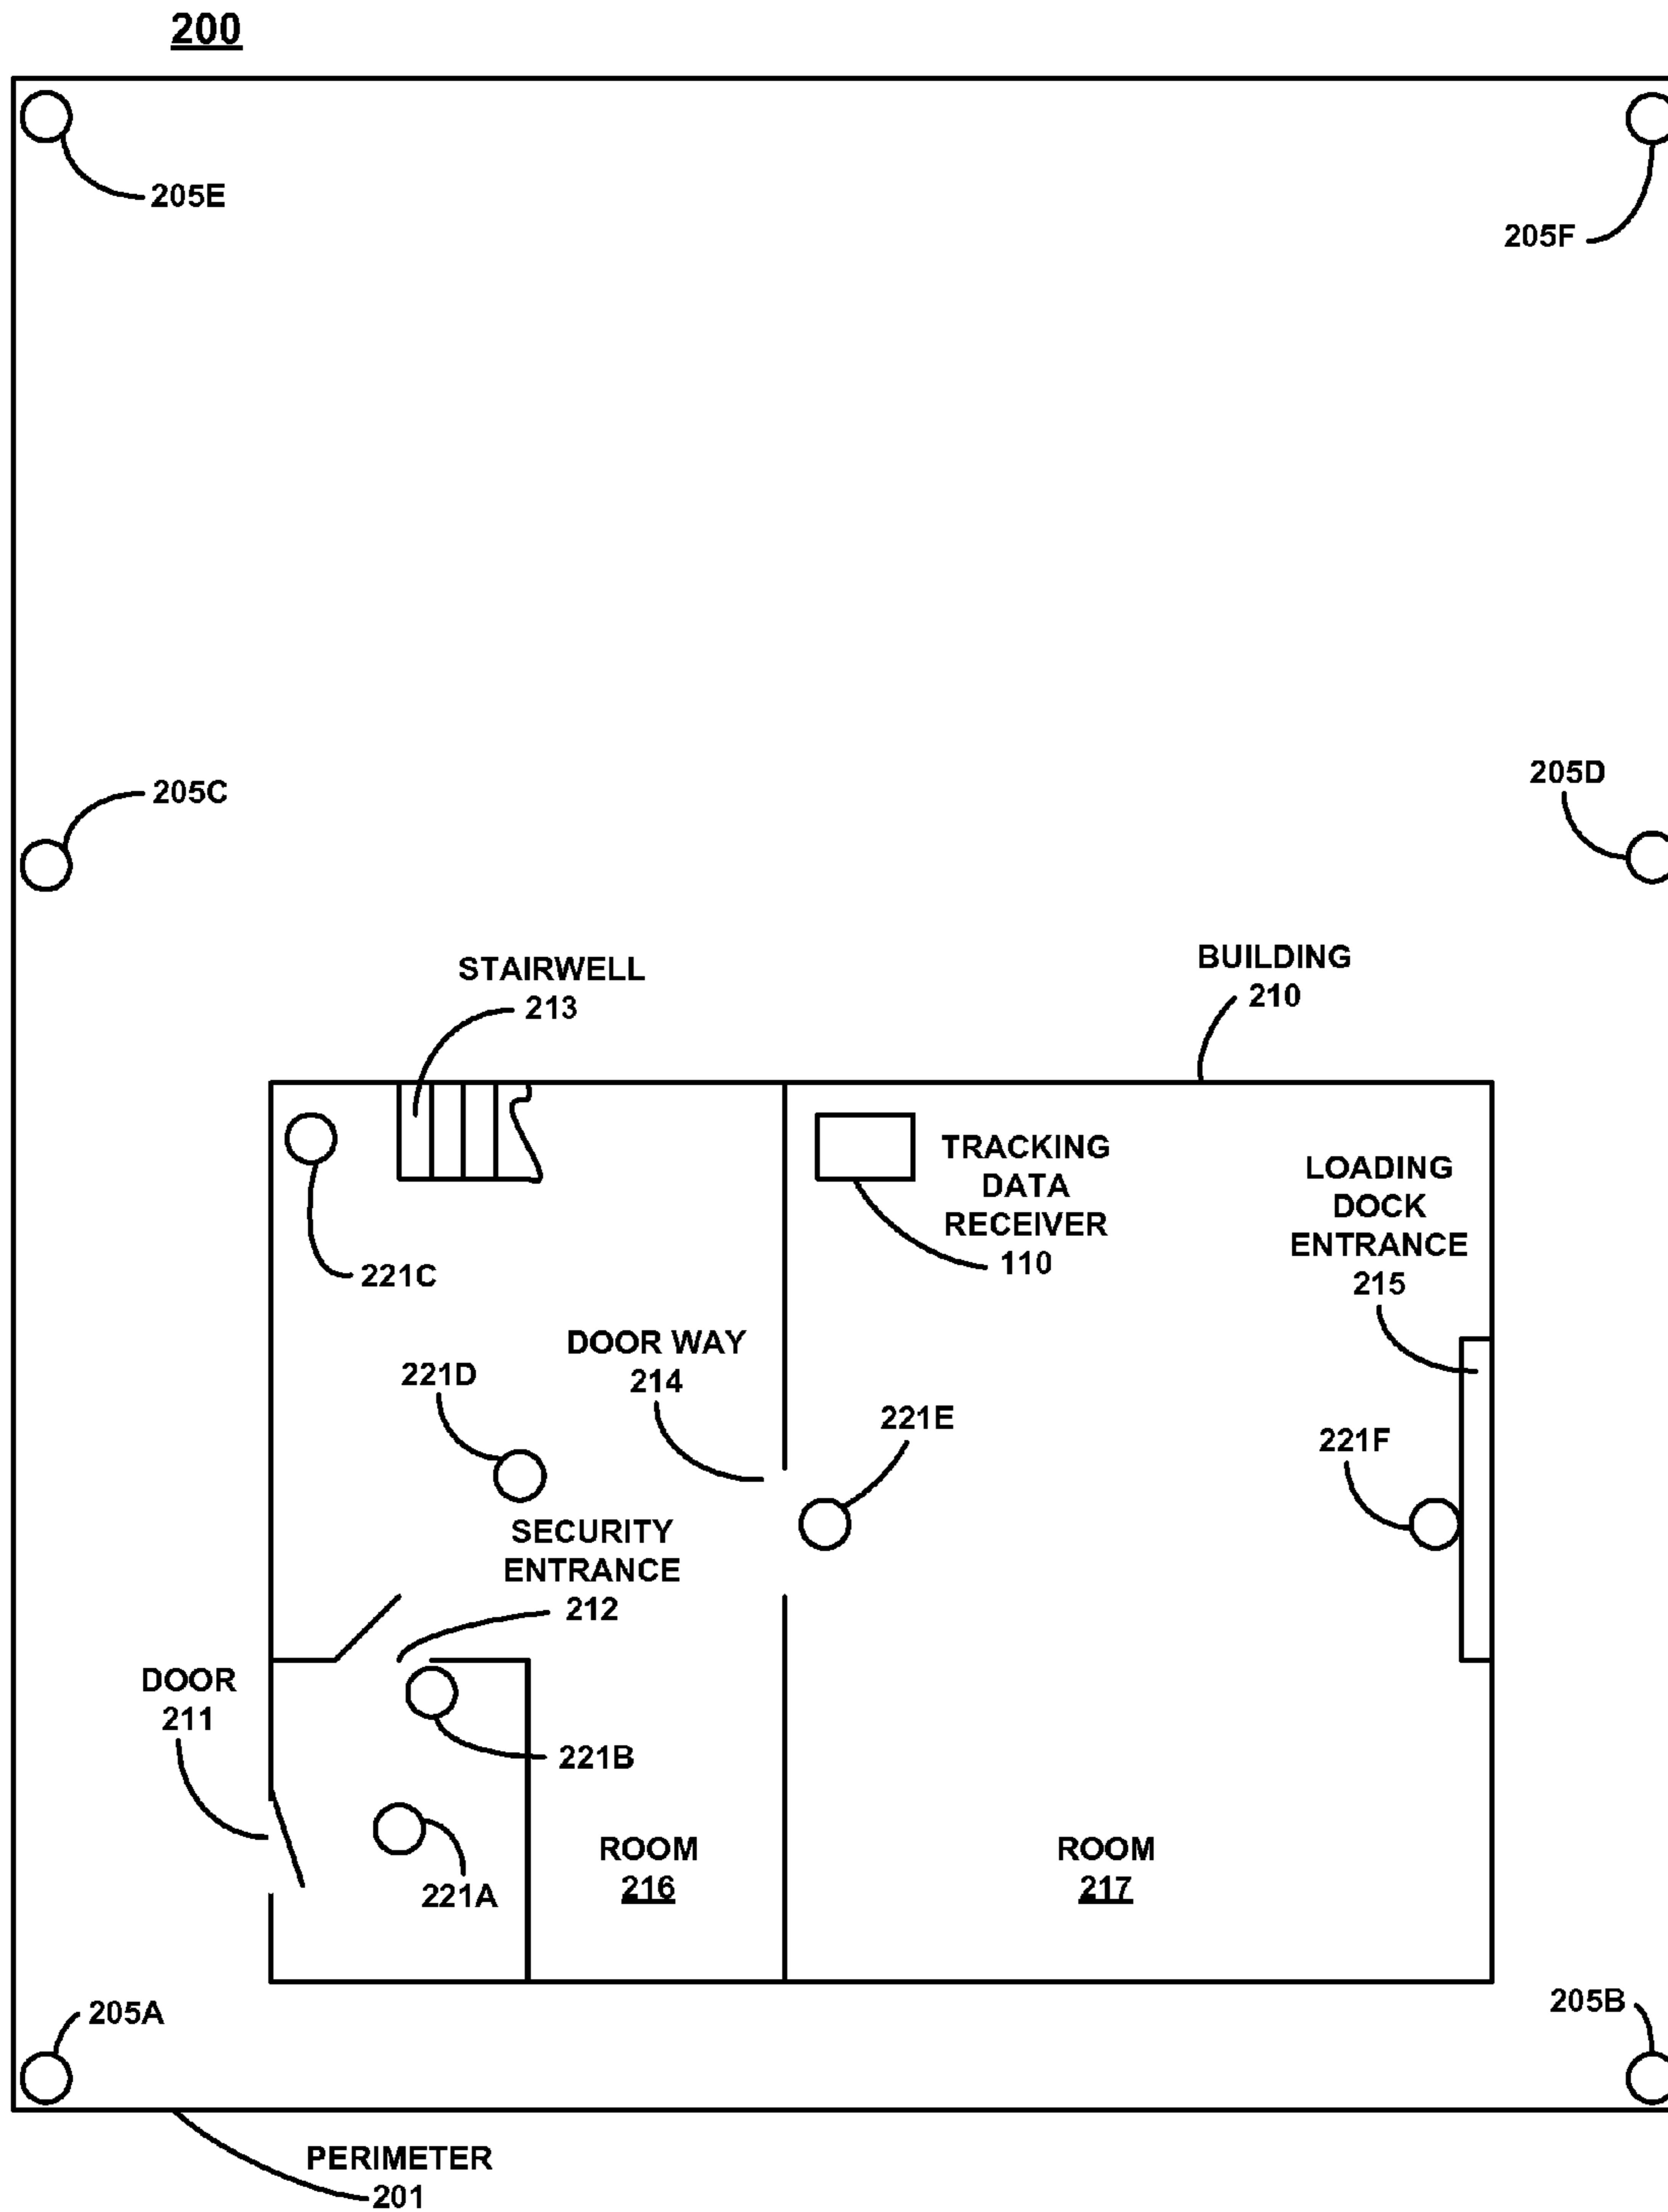 200
205E
205F
205C
205D
STAIRWELL
213
BUILDING
210
TRACKING
DATA
RECEIVER
110
LOADING
DOCK
ENTRANCE
215
221C
DOOR WAY
214
221D
221E
221F
SECURITY
ENTRANCE
212
DOOR
211
221B
221A
ROOM
216
ROOM
217
205A
205B
PERIMETER
201